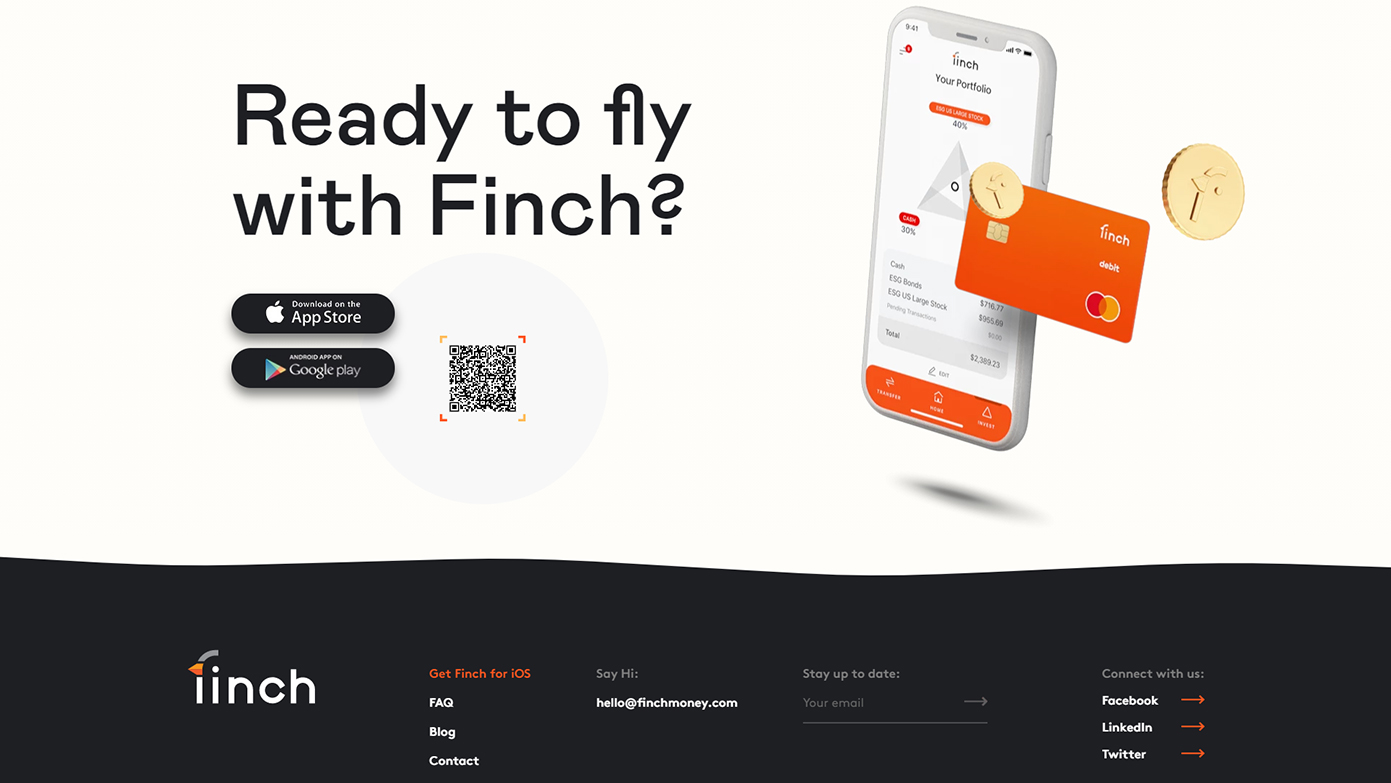 Ready to fly
with Finch?
Download on the
App Store
ANDROID APP ON
Google play
9:41
finch
Your Portfolio
ESG US LARGE STOCK
40%
CASH
30%
Cash
ESG Bonds
$716.77
ESG US Large Stock
$955.69
Pending Transactions
$0.00
Total
$2,389.23
EDIT
TRANSFER
HOME
INVEST
finch
debit
finch
Get Finch for iOS
FAQ
Blog
Contact
Say Hi:
hello@finchmoney.com
Stay up to date:
Your email
Connect with us:
Facebook
LinkedIn
Twitter